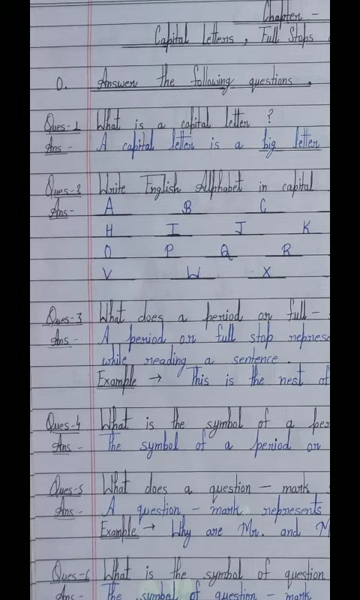 Chapter -
Capital letters, Full Stops
Q. Answer the following questions.
Ques-1 What is a capital letter ?
Ans - A capital letter is a big letter
Ques-2 Write English Alphabet in capital
Ans- A B C
H I J K
O P Q R
V W X
Ques-3 What does a period or full -
Ans - A period or full stop
while reading a sentence.
Example → This is the nest of
Ques-4 What is the symbol of a
Ans - the symbol of a period or
Ques-5 What does a question - mark
Ans - A question - mark represents
Example → Why are Mr. and
Ques-6 What is the symbol of question
Ans - the symbol of question - mark